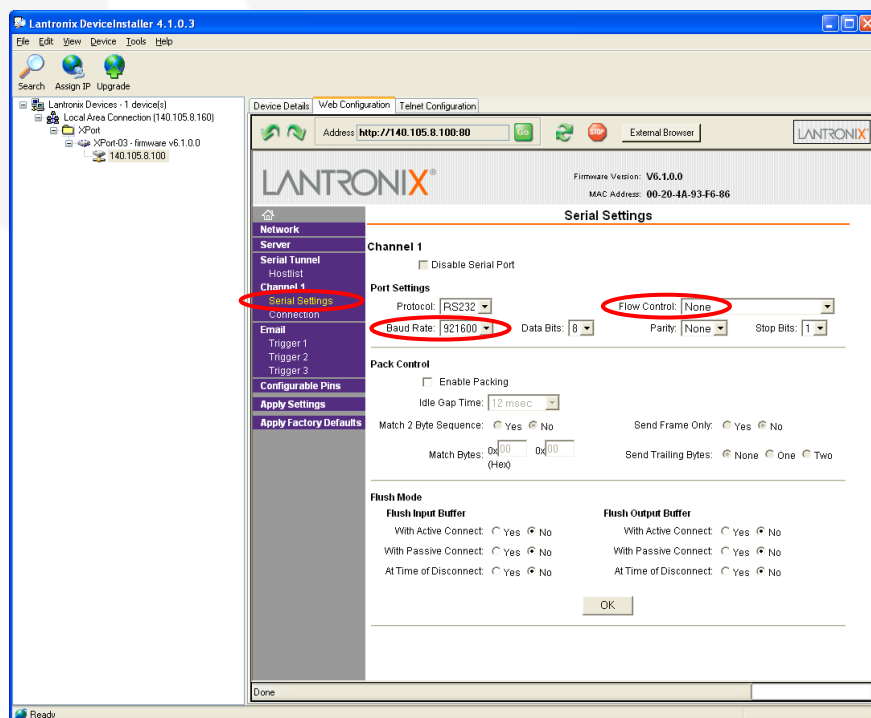 Lantronix DeviceInstaller 4.1.0.3
File Edit View Device Tools Help
Search Assign IP Upgrade
Lantronix Devices - 1 device(s)
Local Area Connection (140.105.8.160)
XPort
XPort-03 - firmware v6.1.0.0
140.105.8.100
Device Details Web Configuration Telnet Configuration
Address http://140.105.8.100:80 Go STOP External Browser LANTRONIX
LANTRONIX®
Firmware Version: V6.1.0.0
MAC Address: 00-20-4A-93-F6-86
Network
Server
Serial Tunnel
Hostlist
Channel 1
Serial Settings
Connection
Email
Trigger 1
Trigger 2
Trigger 3
Configurable Pins
Apply Settings
Apply Factory Defaults
Serial Settings
Channel 1
Disable Serial Port
Port Settings
Protocol: RS232 Flow Control: None
Baud Rate: 921600 Data Bits: 8 Parity: None Stop Bits: 1
Pack Control
Enable Packing
Idle Gap Time: 12 msec
Match 2 Byte Sequence: Yes No Send Frame Only: Yes No
Match Bytes: 0x 00 0x 00 Send Trailing Bytes: None One Two
(Hex)
Flush Mode
Flush Input Buffer Flush Output Buffer
With Active Connect: Yes No With Active Connect: Yes No
With Passive Connect: Yes No With Passive Connect: Yes No
At Time of Disconnect: Yes No At Time of Disconnect: Yes No
OK
Done
Ready